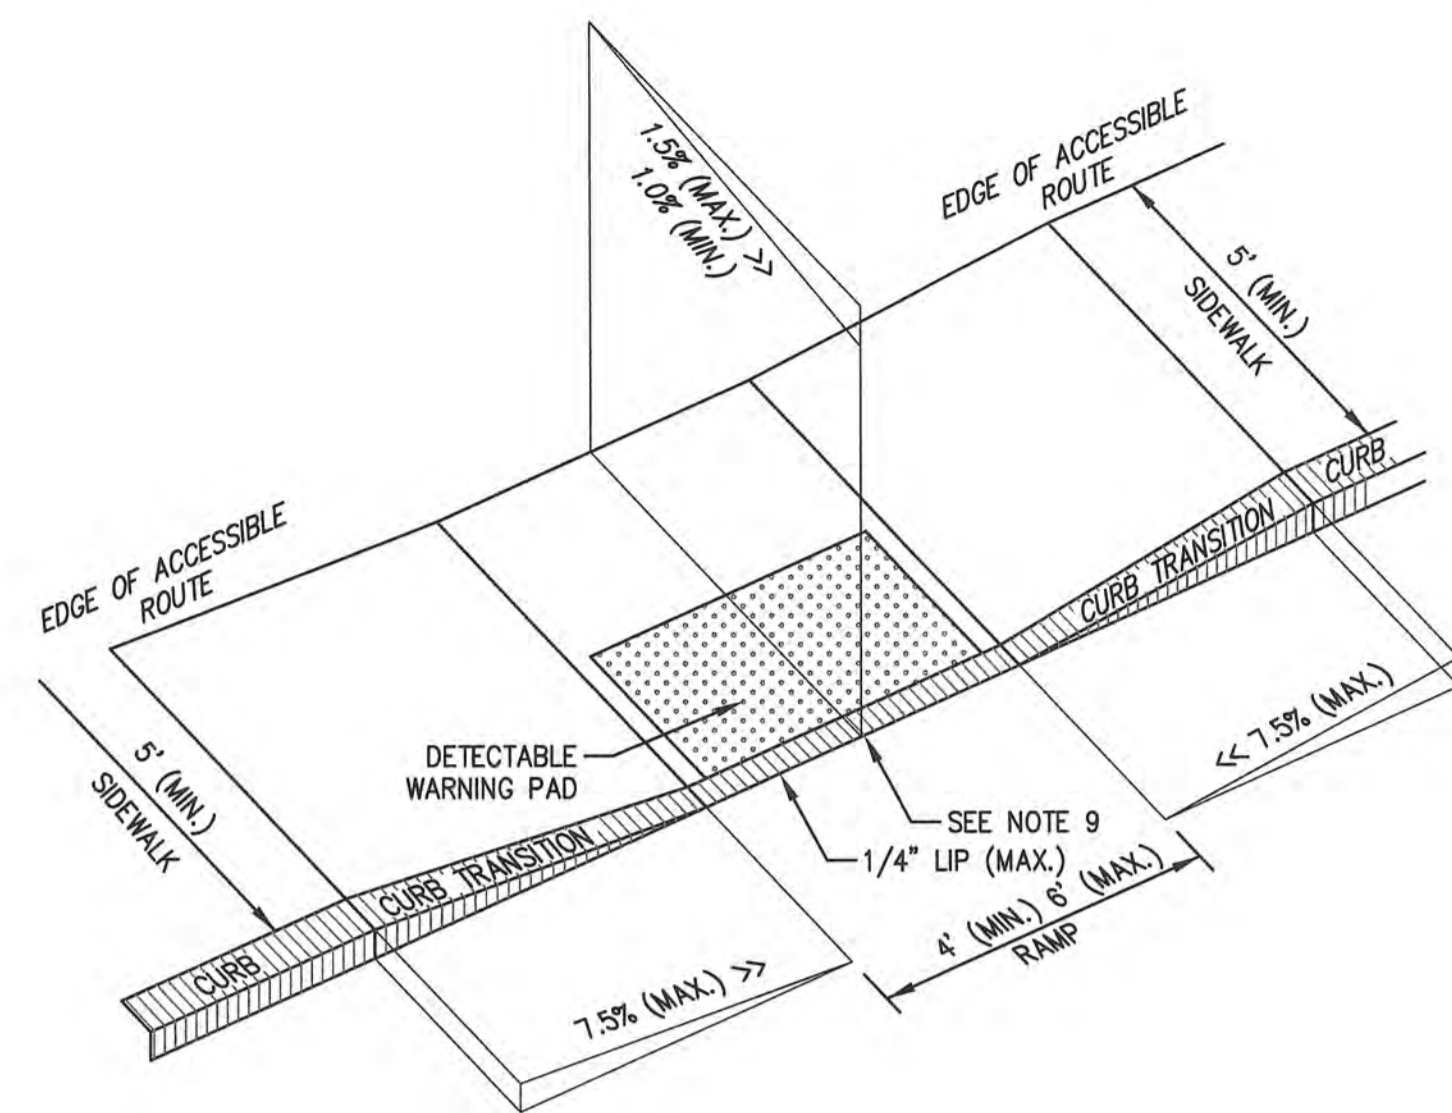 1.5% (MAX.) >>
1.0% (MIN.)
EDGE OF ACCESSIBLE
ROUTE
5' (MIN.)
SIDEWALK
CURB
CURB TRANSITION
<< 7.5% (MAX.)
EDGE OF ACCESSIBLE
ROUTE
DETECTABLE
WARNING PAD
5' (MIN.)
SIDEWALK
SEE NOTE 9
1/4" LIP (MAX.)
4' (MIN.) 6' (MAX.)
RAMP
CURB TRANSITION
CURB
7.5% (MAX.) >>